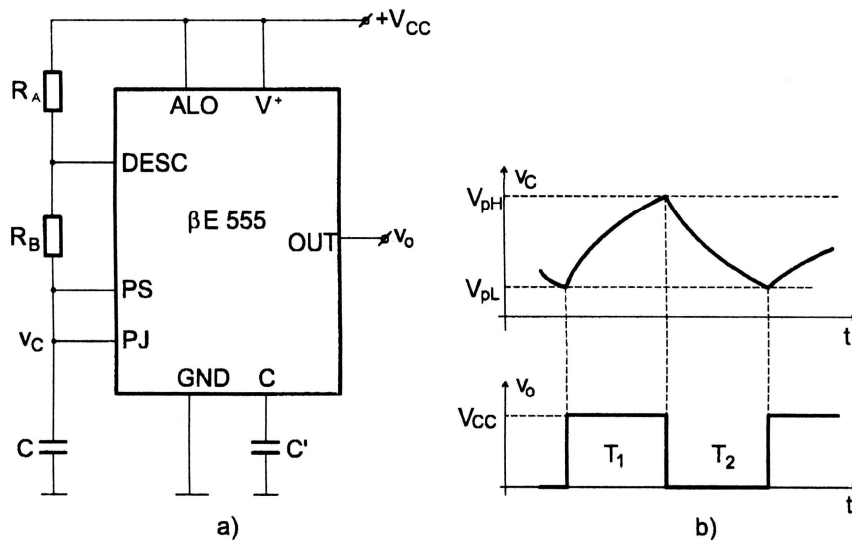 +V_CC
R_A
ALO
V⁺
DESC
βE 555
R_B
OUT
v_o
PS
v_C
PJ
GND
C
C
C'
a)
v_C
V_pH
V_pL
t
v_o
V_CC
T_1
T_2
t
b)